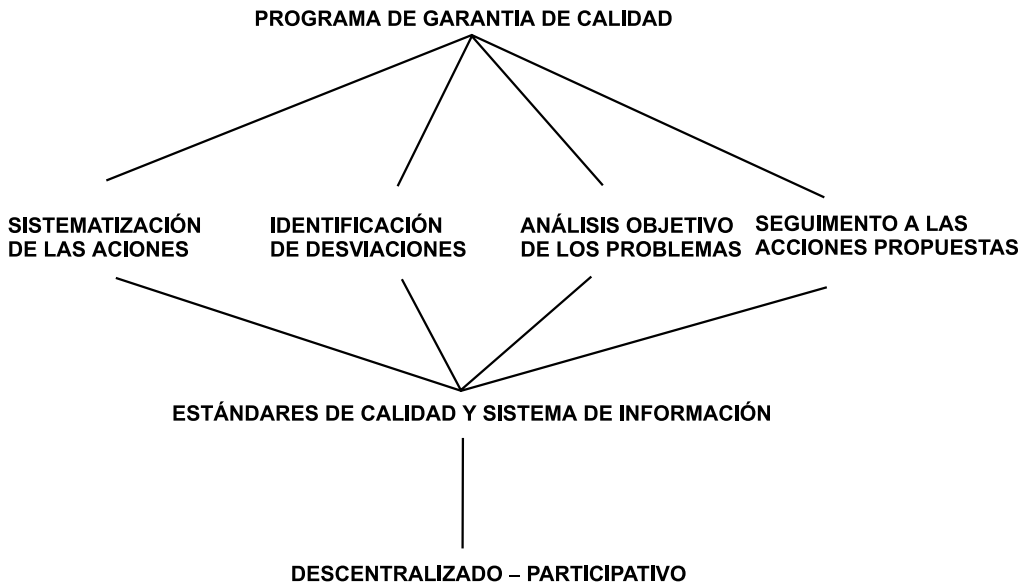 PROGRAMA DE GARANTIA DE CALIDAD
SISTEMATIZACIÓN
DE LAS ACIONES
IDENTIFICACIÓN
DE DESVIACIONES
ANÁLISIS OBJETIVO
DE LOS PROBLEMAS
SEGUIMENTO A LAS
ACCIONES PROPUESTAS
ESTÁNDARES DE CALIDAD Y SISTEMA DE INFORMACIÓN
DESCENTRALIZADO – PARTICIPATIVO